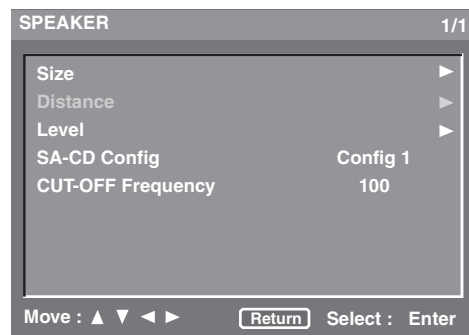 SPEAKER 1/1
Size ►
Distance ►
Level ►
SA-CD Config Config 1
CUT-OFF Frequency 100
Move : ▲ ▼ ◄ ► Return Select : Enter